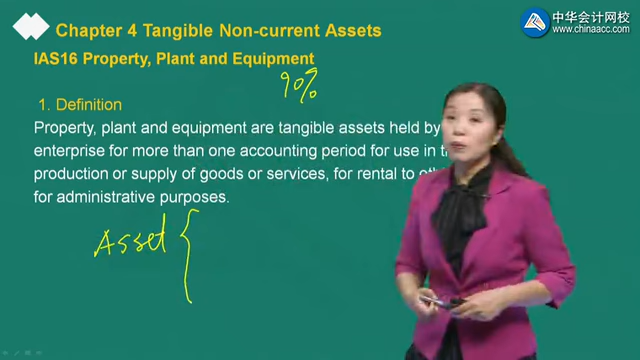 Chapter 4 Tangible Non-current Assets
中华会计网校
www.chinaacc.com
IAS16 Property, Plant and Equipment
90%
1. Definition
Property, plant and equipment are tangible assets held by
enterprise for more than one accounting period for use in
production or supply of goods or services, for rental to
for administrative purposes.
Asset {